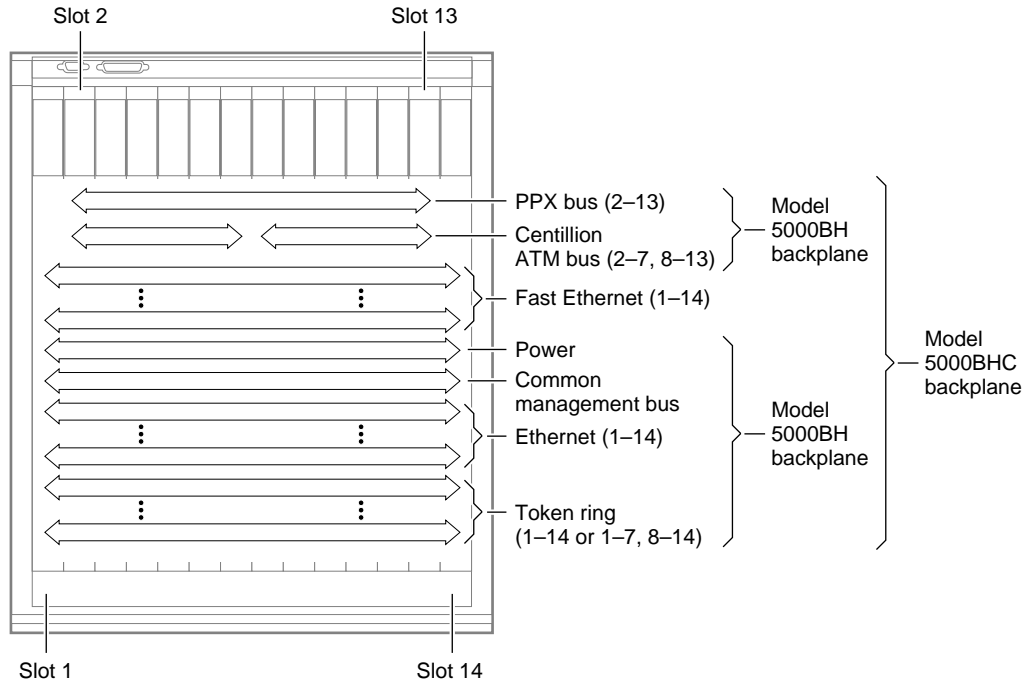 Slot 2
Slot 13
PPX bus (2–13)
Centillion
ATM bus (2–7, 8–13)
Model
5000BH
backplane
Fast Ethernet (1–14)
Power
Common
management bus
Ethernet (1–14)
Token ring
(1–14 or 1–7, 8–14)
Model
5000BH
backplane
Model
5000BHC
backplane
Slot 1
Slot 14